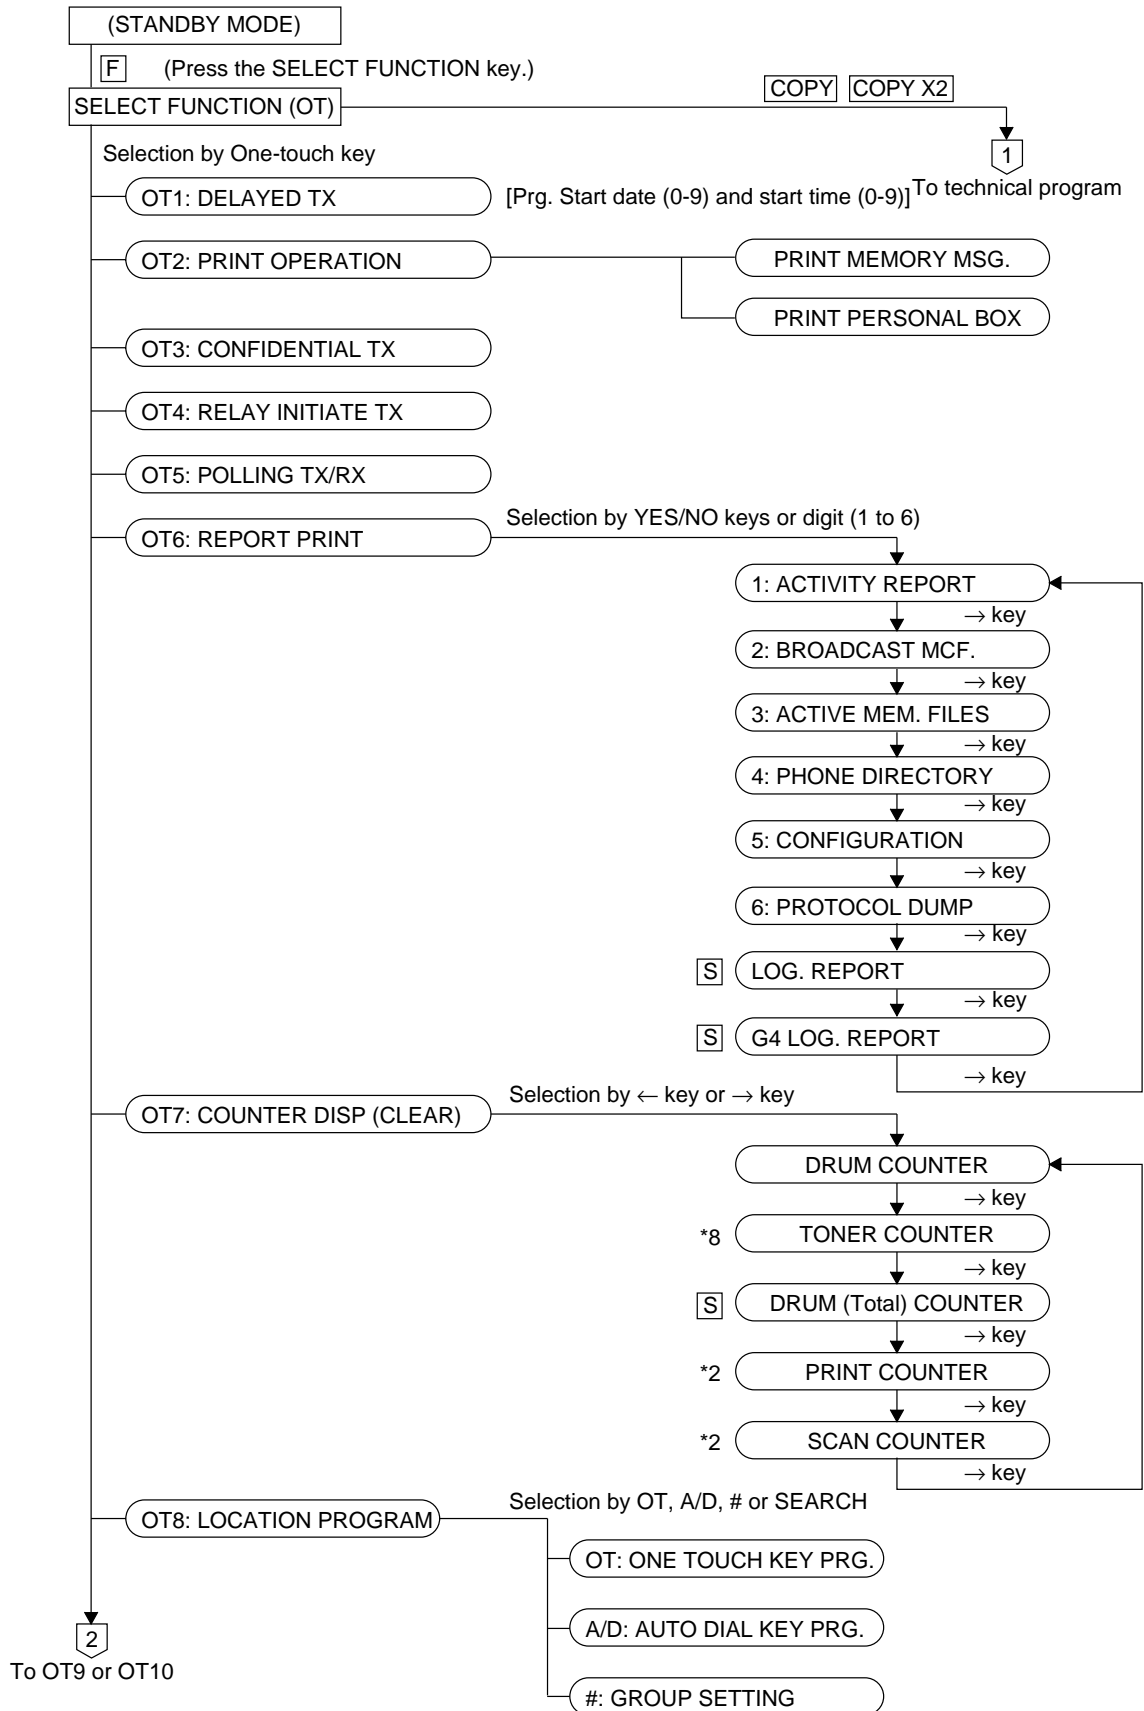 (STANDBY MODE)
F (Press the SELECT FUNCTION key.)
COPY COPY X2
SELECT FUNCTION (OT)
1
To technical program
Selection by One-touch key
OT1: DELAYED TX [Prg. Start date (0-9) and start time (0-9)]
OT2: PRINT OPERATION
PRINT MEMORY MSG.
PRINT PERSONAL BOX
OT3: CONFIDENTIAL TX
OT4: RELAY INITIATE TX
OT5: POLLING TX/RX
Selection by YES/NO keys or digit (1 to 6)
OT6: REPORT PRINT
1: ACTIVITY REPORT
→ key
2: BROADCAST MCF.
→ key
3: ACTIVE MEM. FILES
→ key
4: PHONE DIRECTORY
→ key
5: CONFIGURATION
→ key
6: PROTOCOL DUMP
→ key
S LOG. REPORT
→ key
S G4 LOG. REPORT
→ key
Selection by ← key or → key
OT7: COUNTER DISP (CLEAR)
DRUM COUNTER
→ key
*8 TONER COUNTER
→ key
S DRUM (Total) COUNTER
→ key
*2 PRINT COUNTER
→ key
*2 SCAN COUNTER
→ key
Selection by OT, A/D, # or SEARCH
OT8: LOCATION PROGRAM
OT: ONE TOUCH KEY PRG.
A/D: AUTO DIAL KEY PRG.
2
To OT9 or OT10
#: GROUP SETTING